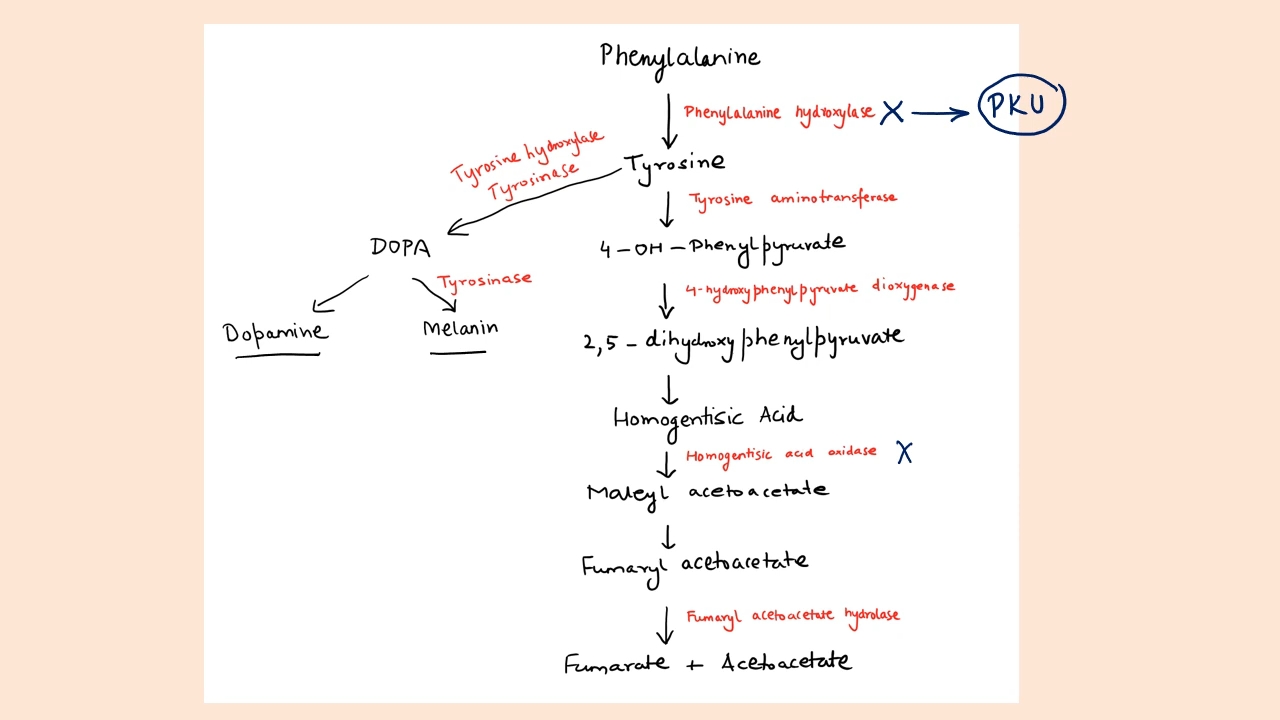 Phenylalanine
Phenylalanine hydroxylase X → PKU
Tyrosine hydroxylase
Tyrosinase
Tyrosine
Tyrosine aminotransferase
DOPA
4-OH-Phenylpyruvate
Tyrosinase
4-hydroxyphenylpyruvate dioxygenase
Dopamine
Melanin
2,5-dihydroxyphenylpyruvate
Homogentisic Acid
Homogentisic acid oxidase X
Maleyl acetoacetate
Fumaryl acetoacetate
Fumaryl acetoacetate hydrolase
Fumarate + Acetoacetate